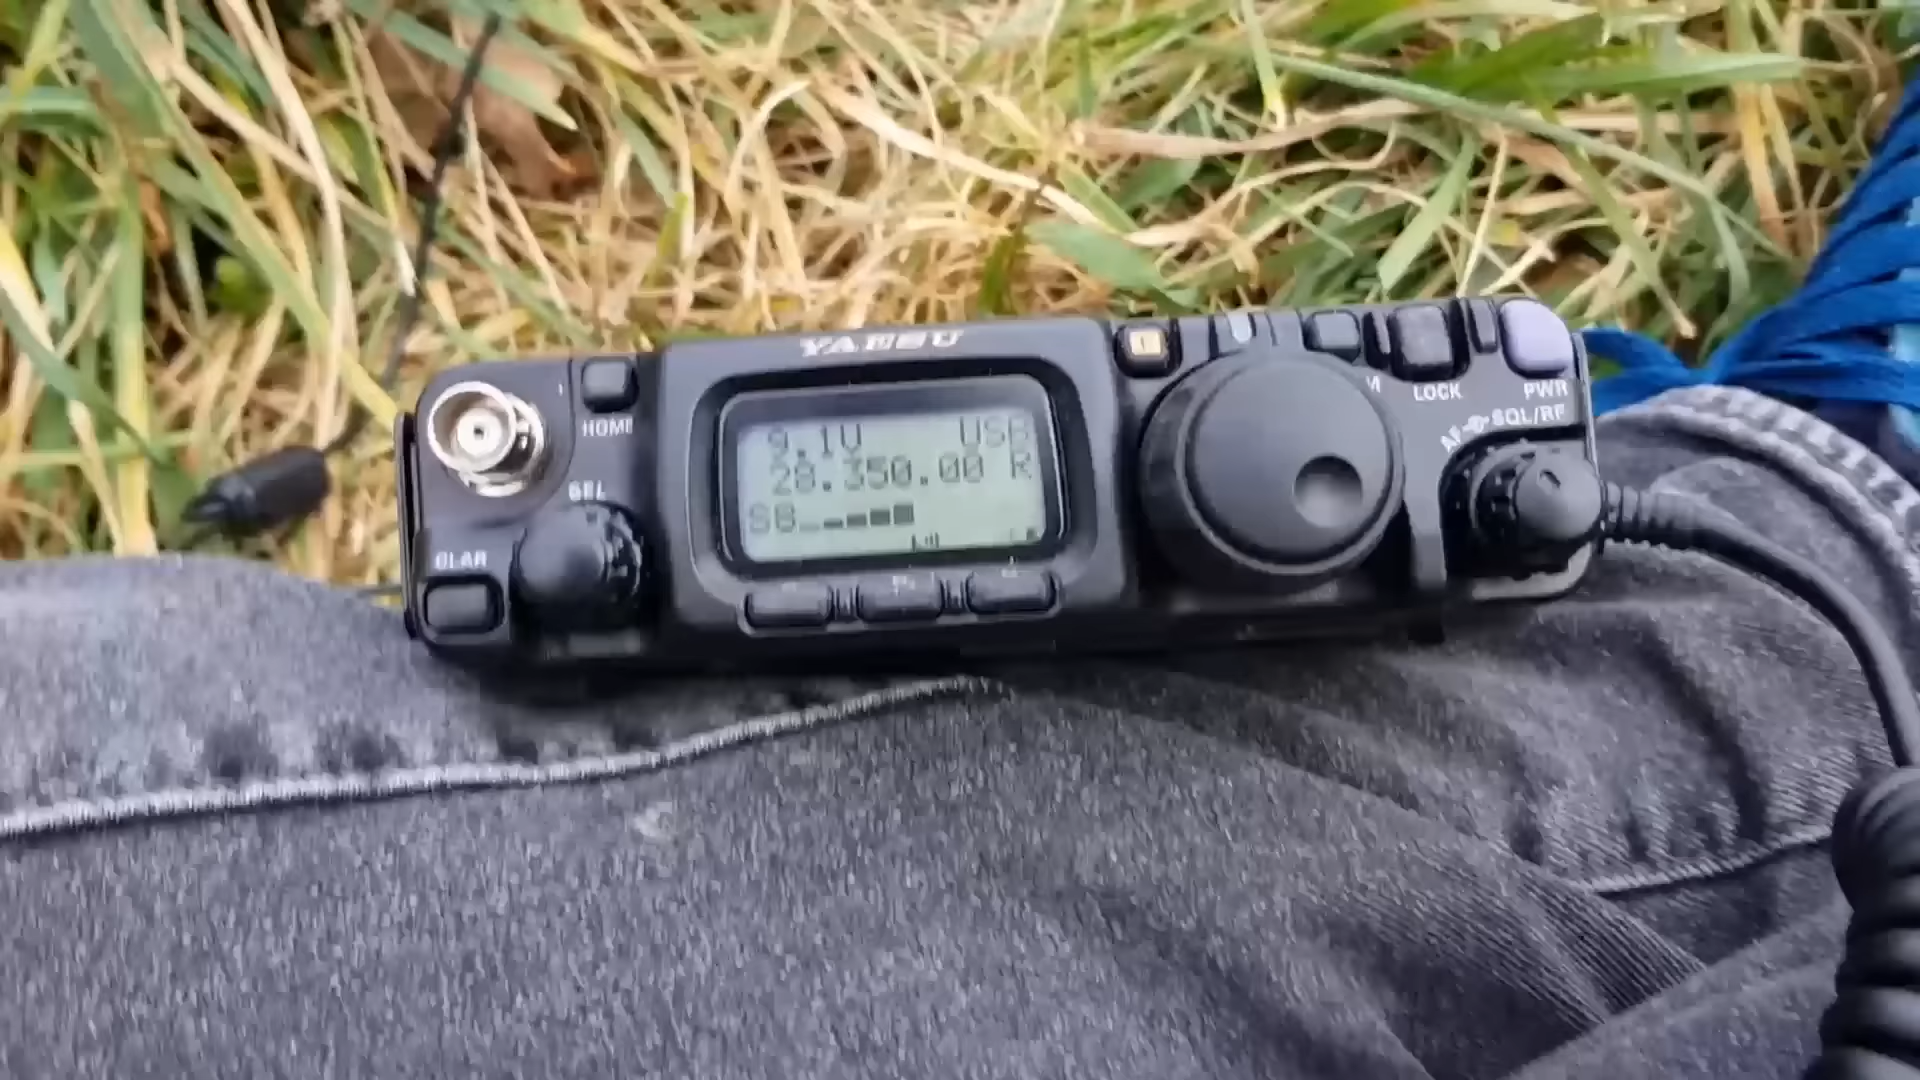 YAESU
HOME
LOCK
PWR
AF SQL/RF
SEL
CLAR
9.1V USB
28.350.00 R